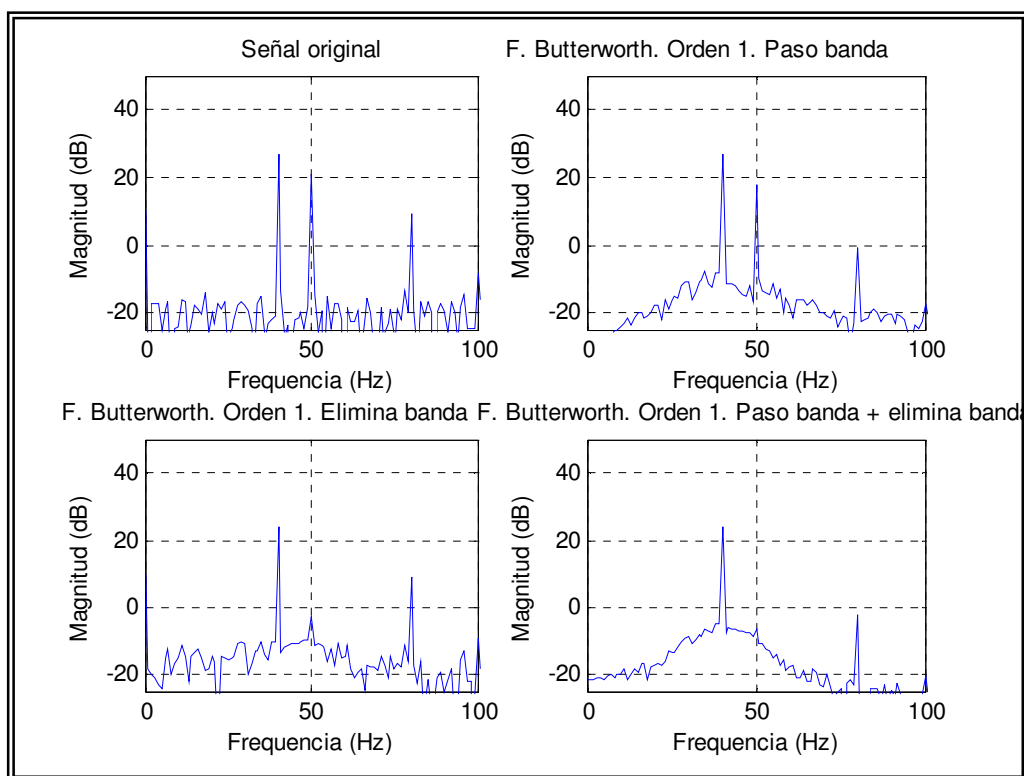 Señal original
F. Butterworth. Orden 1. Paso banda
40
20
0
-20
Magnitud (dB)
0
50
100
Frequencia (Hz)
40
20
0
-20
Magnitud (dB)
0
50
100
Frequencia (Hz)
F. Butterworth. Orden 1. Elimina banda
F. Butterworth. Orden 1. Paso banda + elimina banda
40
20
0
-20
Magnitud (dB)
0
50
100
Frequencia (Hz)
40
20
0
-20
Magnitud (dB)
0
50
100
Frequencia (Hz)